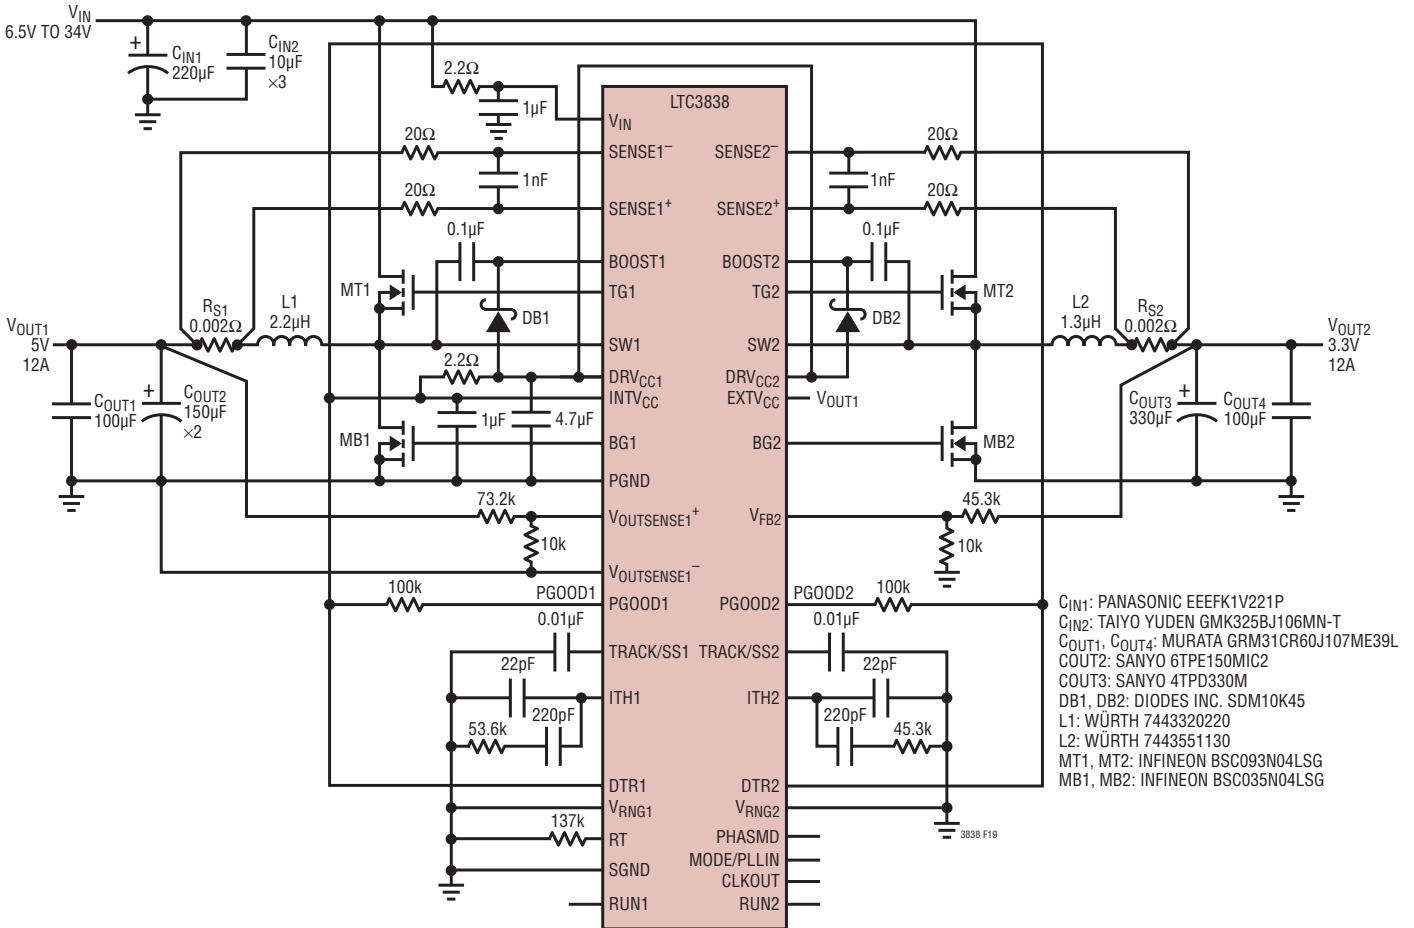 VIN
6.5V TO 34V
CIN1
220µF
CIN2
10µF
×3
2.2Ω
1µF
LTC3838
VIN
20Ω
SENSE1–
SENSE2–
20Ω
1nF
1nF
20Ω
SENSE1+
SENSE2+
20Ω
0.1µF
BOOST1
BOOST2
0.1µF
MT1
TG1
TG2
MT2
DB1
DB2
VOUT1
5V
12A
RS1
0.002Ω
L1
2.2µH
SW1
SW2
L2
1.3µH
RS2
0.002Ω
VOUT2
3.3V
12A
2.2Ω
DRVCC1
DRVCC2
INTVCC
EXTVCC
VOUT1
COUT1
100µF
COUT2
150µF
×2
1µF
4.7µF
COUT3
330µF
COUT4
100µF
MB1
BG1
BG2
MB2
PGND
73.2k
VOUTSENSE1+
VFB2
45.3k
10k
10k
VOUTSENSE1–
100k
PGOOD1
PGOOD1
PGOOD2
PGOOD2
100k
0.01µF
TRACK/SS1
TRACK/SS2
0.01µF
22pF
ITH1
ITH2
22pF
220pF
53.6k
220pF
45.3k
DTR1
DTR2
VRNG1
VRNG2
137k
RT
PHASMD
MODE/PLLIN
SGND
CLKOUT
RUN1
RUN2
3838 F19
CIN1: PANASONIC EEEFK1V221P
CIN2: TAIYO YUDEN GMK325BJ106MN-T
COUT1, COUT4: MURATA GRM31CR60J107ME39L
COUT2: SANYO 6TPE150MIC2
COUT3: SANYO 4TPD330M
DB1, DB2: DIODES INC. SDM10K45
L1: WÜRTH 7443320220
L2: WÜRTH 7443551130
MT1, MT2: INFINEON BSC093N04LSG
MB1, MB2: INFINEON BSC035N04LSG